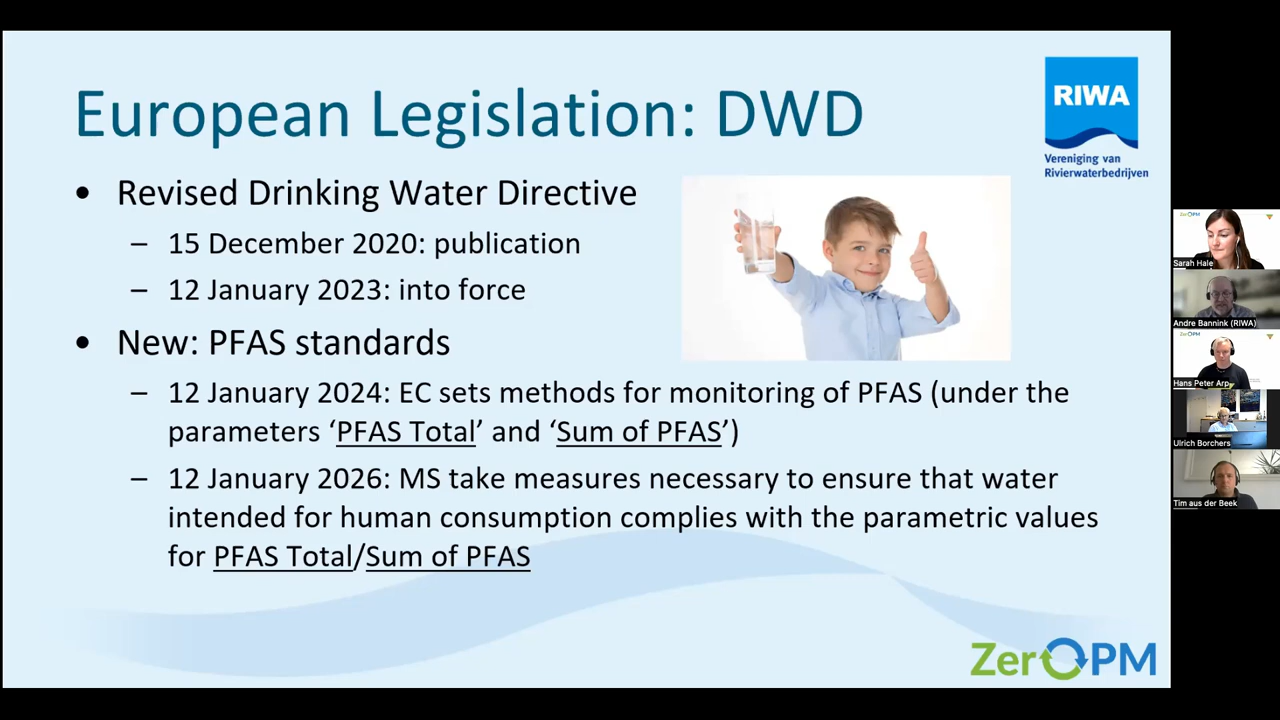 European Legislation: DWD
RIWA
Vereniging van
Rivierwaterbedrijven
• Revised Drinking Water Directive
– 15 December 2020: publication
– 12 January 2023: into force
• New: PFAS standards
– 12 January 2024: EC sets methods for monitoring of PFAS (under the
parameters ‘PFAS Total’ and ‘Sum of PFAS’)
– 12 January 2026: MS take measures necessary to ensure that water
intended for human consumption complies with the parametric values
for PFAS Total/Sum of PFAS
ZeroPM
ZeroPM
Sarah Hale
Andre Bannink (RIWA)
ZeroPM
Hans Peter Arp
Ulrich Borchers
Tim aus der Beek